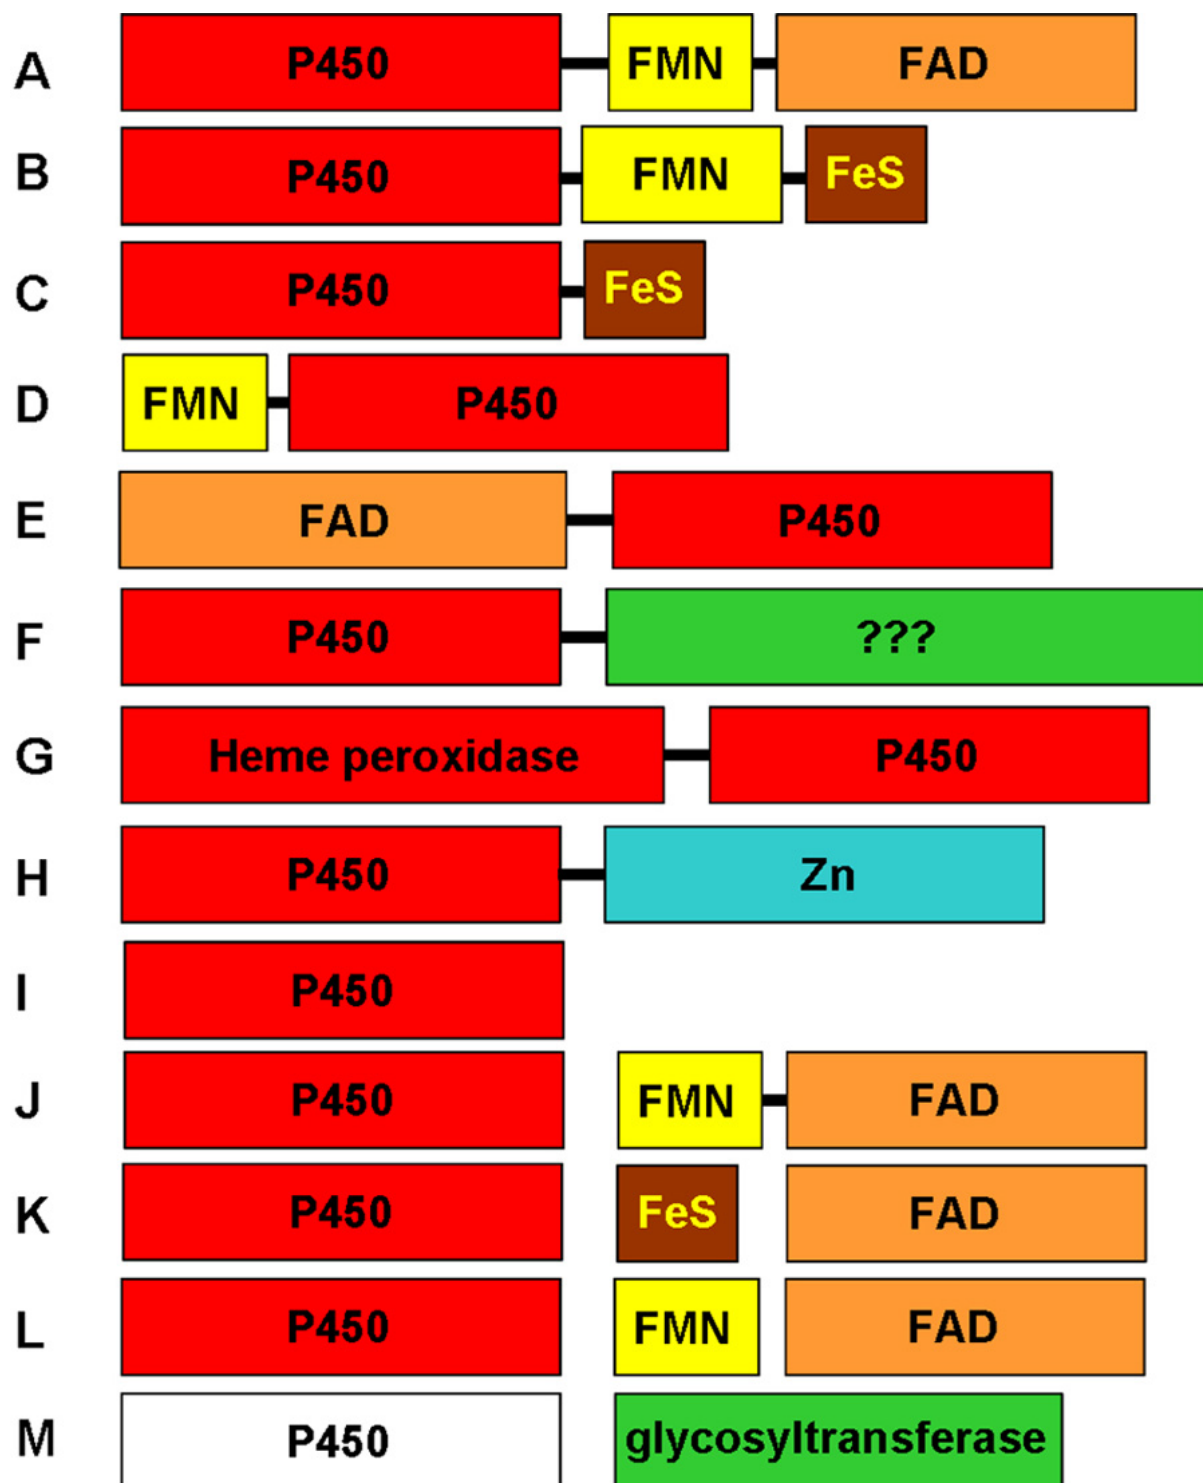 A P450 FMN FAD
B P450 FMN FeS
C P450 FeS
D FMN P450
E FAD P450
F P450 ???
G Heme peroxidase P450
H P450 Zn
I P450
J P450 FMN FAD
K P450 FeS FAD
L P450 FMN FAD
M P450 glycosyltransferase